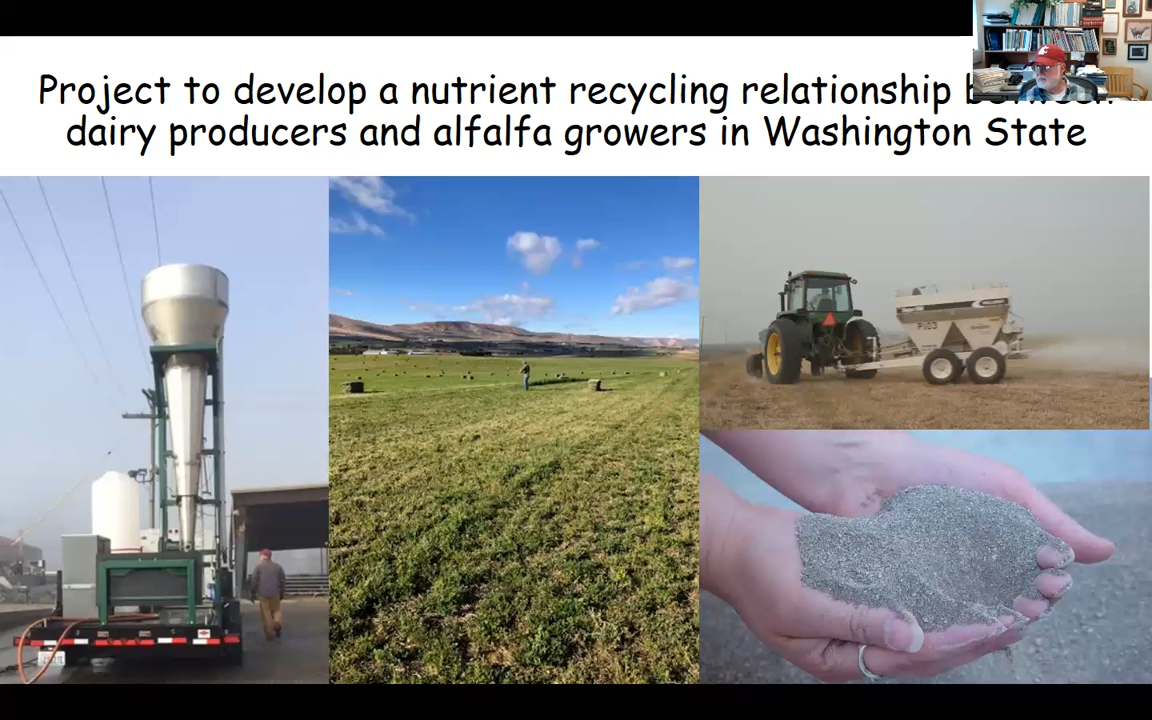 Project to develop a nutrient recycling relationship
dairy producers and alfalfa growers in Washington State